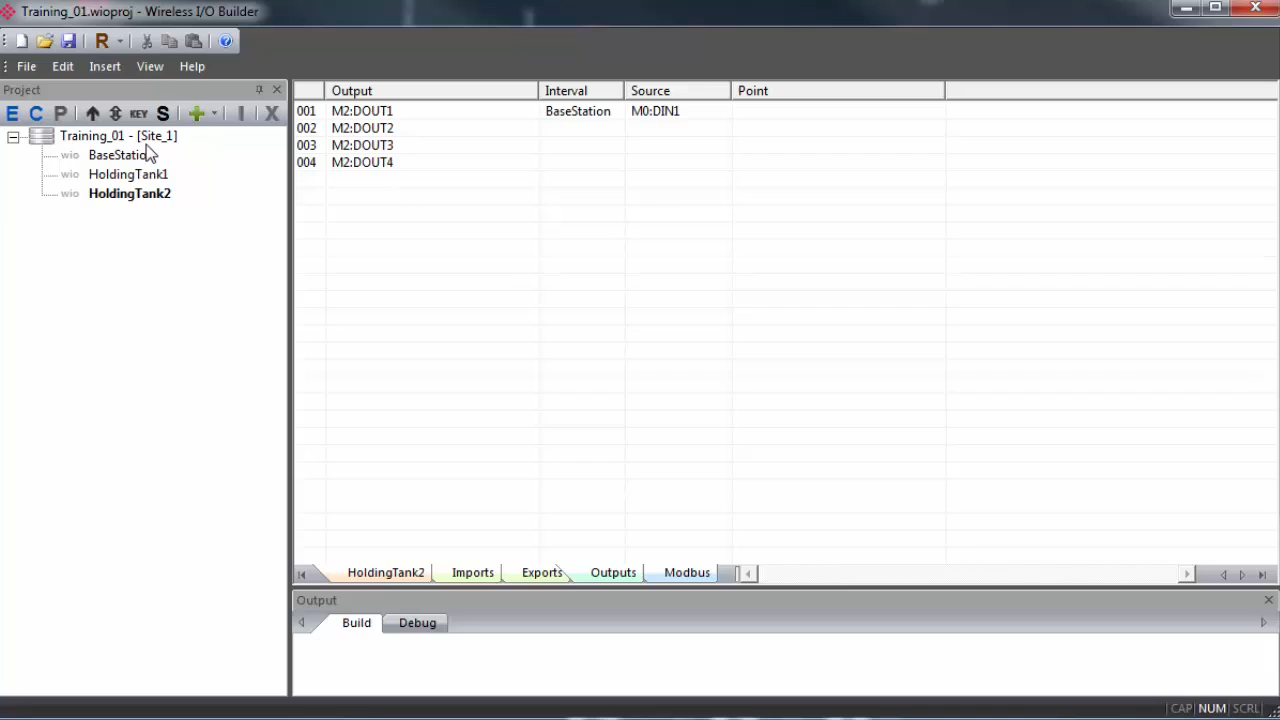 Training_01.wioproj - Wireless I/O Builder
R
File Edit Insert View Help
Project
E C P KEY S I X
Training_01 - [Site_1]
wio BaseStation
wio HoldingTank1
wio HoldingTank2
Output Interval Source Point
001 M2:DOUT1 BaseStation M0:DIN1
002 M2:DOUT2
003 M2:DOUT3
004 M2:DOUT4
HoldingTank2 Imports Exports Outputs Modbus
Output
Build Debug
CAP NUM SCRL